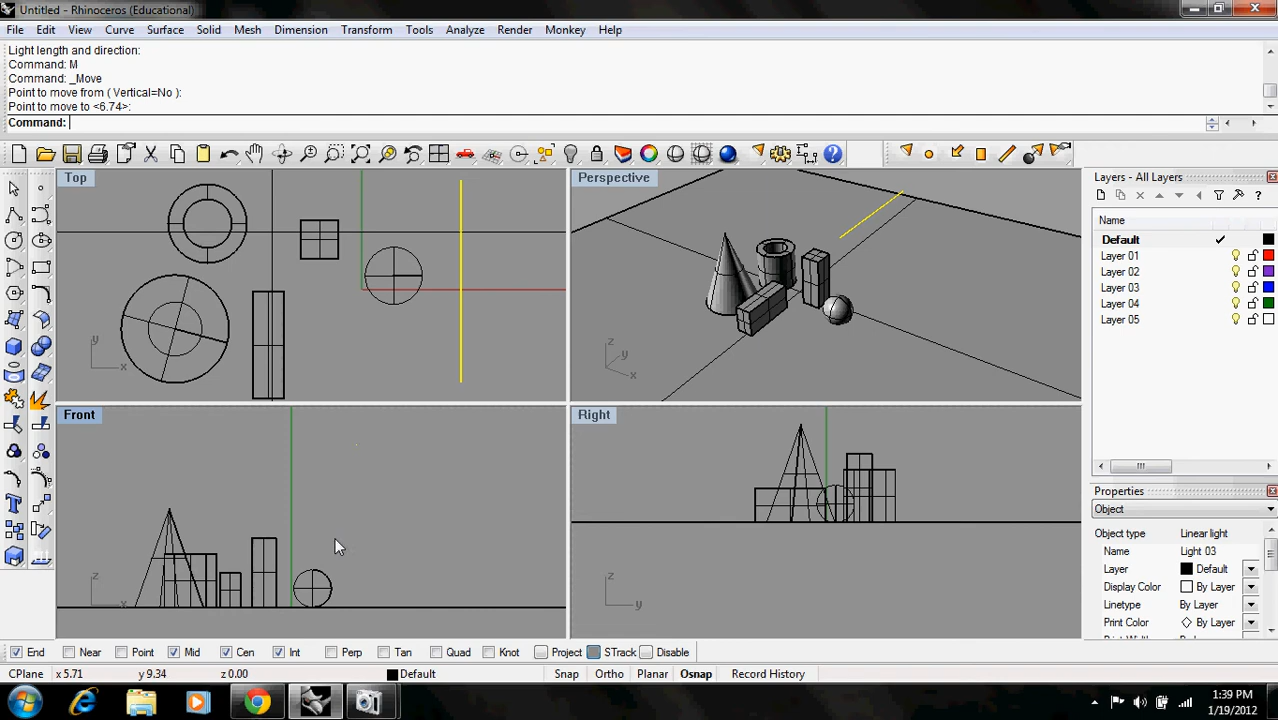 Untitled - Rhinoceros (Educational)
File Edit View Curve Surface Solid Mesh Dimension Transform Tools Analyze Render Monkey Help
Light length and direction:
Command: M
Command: _Move
Point to move from ( Vertical=No ):
Point to move to <6.74>:
Command:
Top
y
x
Perspective
z
y
x
Front
z
x
Right
z
y
Layers - All Layers
Name
Default
Layer 01
Layer 02
Layer 03
Layer 04
Layer 05
Properties
Object
Object type Linear light
Name Light 03
Layer Default
Display Color By Layer
Linetype By Layer
Print Color By Layer
End Near Point Mid Cen Int Perp Tan Quad Knot Project STrack Disable
CPlane x 5.71 y 9.34 z 0.00 Default Snap Ortho Planar Osnap Record History
1:39 PM
1/19/2012